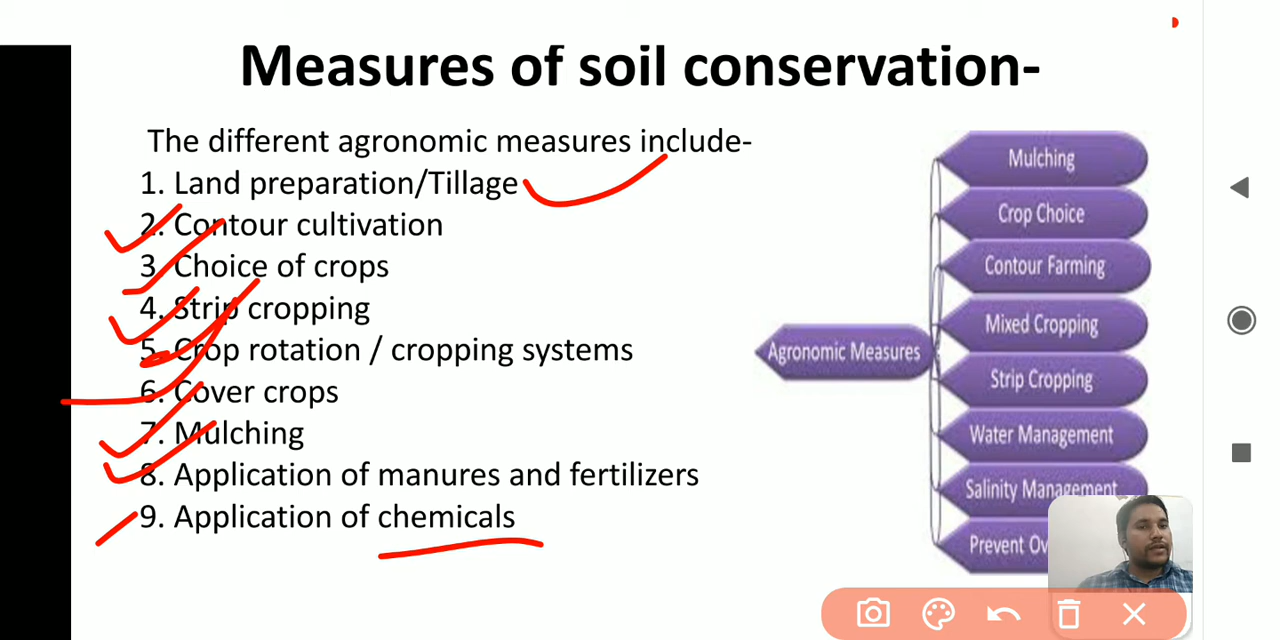 Measures of soil conservation-
The different agronomic measures include-
1. Land preparation/Tillage
2. Contour cultivation
3. Choice of crops
4. Strip cropping
5. Crop rotation / cropping systems
6. Cover crops
7. Mulching
8. Application of manures and fertilizers
9. Application of chemicals
Agronomic Measures
Mulching
Crop Choice
Contour Farming
Mixed Cropping
Strip Cropping
Water Management
Salinity Management
Prevent